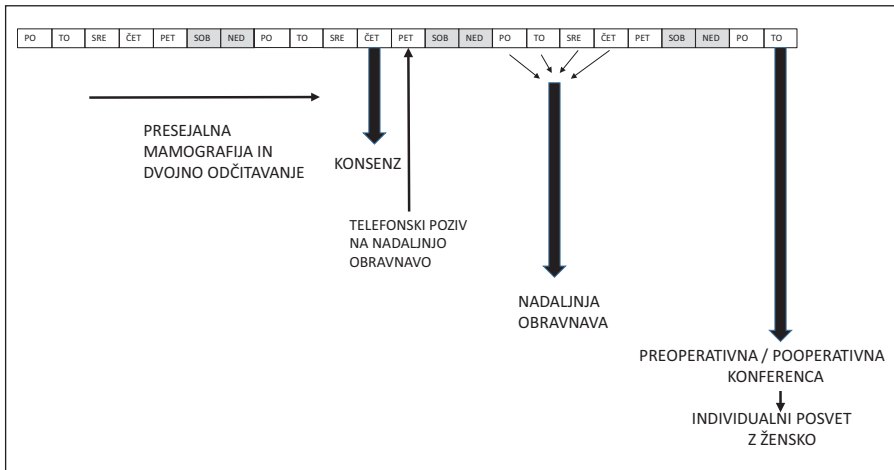 PO TO SRE ČET PET SOB NED PO TO SRE ČET PET SOB NED PO TO SRE ČET PET SOB NED PO TO
PRESEJALNA
MAMOGRAFIJA IN
DVOJNO ODČITAVANJE
KONSENZ
TELEFONSKI POZIV
NA NADALJNJO
OBRAVNAVO
NADALJNJA
OBRAVNAVA
PREOPERATIVNA / POOPERATIVNA
KONFERENCA
INDIVIDUALNI POSVET
Z ŽENSKO